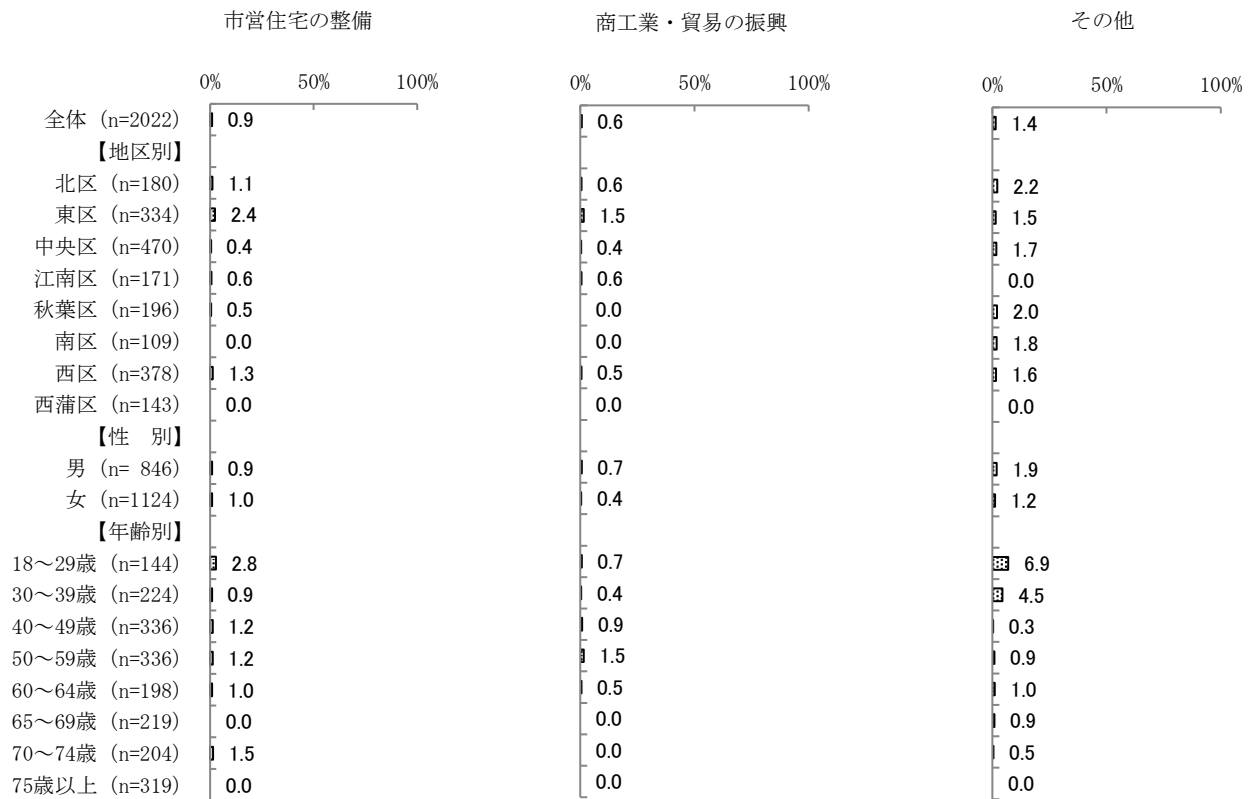 市営住宅の整備 商工業・貿易の振興 その他
0% 50% 100% 0% 50% 100% 0% 50% 100%
全体 (n=2022) 0.9 0.6 1.4
【地区別】
北区 (n=180) 1.1 0.6 2.2
東区 (n=334) 2.4 1.5 1.5
中央区 (n=470) 0.4 0.4 1.7
江南区 (n=171) 0.6 0.6 0.0
秋葉区 (n=196) 0.5 0.0 2.0
南区 (n=109) 0.0 0.0 1.8
西区 (n=378) 1.3 0.5 1.6
西蒲区 (n=143) 0.0 0.0 0.0
【性　別】
男 (n= 846) 0.9 0.7 1.9
女 (n=1124) 1.0 0.4 1.2
【年齢別】
18～29歳 (n=144) 2.8 0.7 6.9
30～39歳 (n=224) 0.9 0.4 4.5
40～49歳 (n=336) 1.2 0.9 0.3
50～59歳 (n=336) 1.2 1.5 0.9
60～64歳 (n=198) 1.0 0.5 1.0
65～69歳 (n=219) 0.0 0.0 0.9
70～74歳 (n=204) 1.5 0.0 0.5
75歳以上 (n=319) 0.0 0.0 0.0